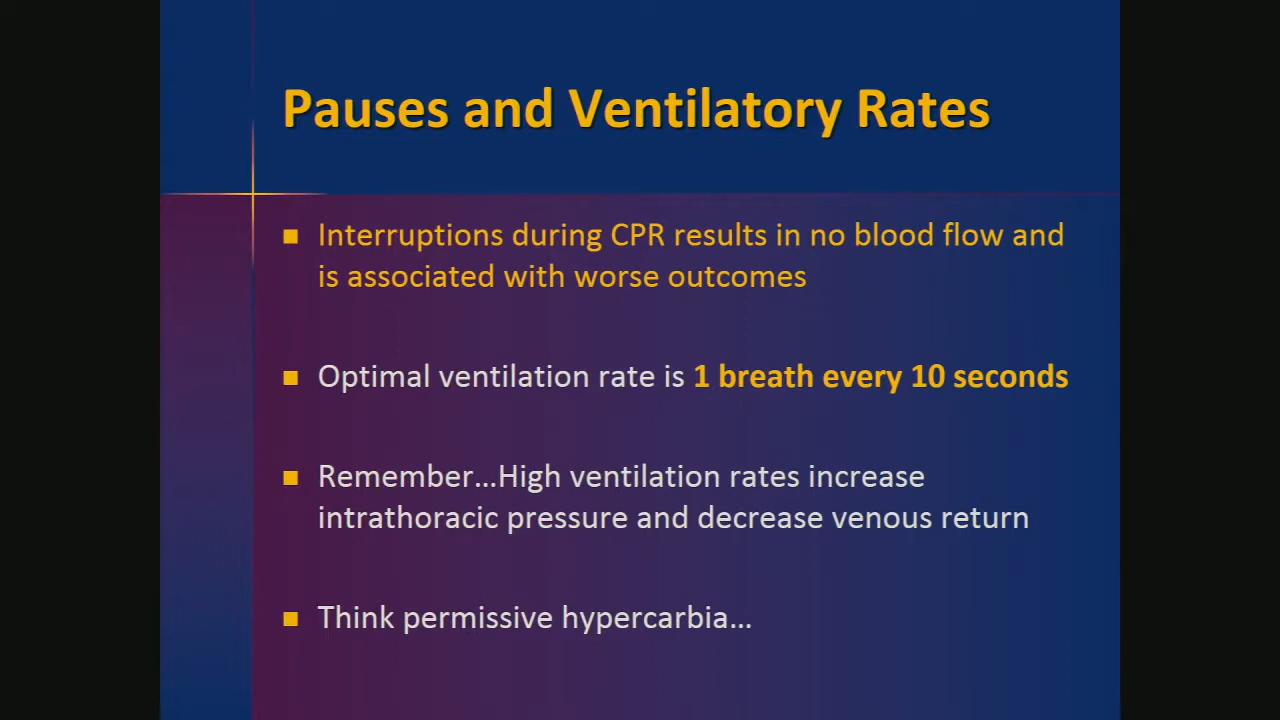 Pauses and Ventilatory Rates
Interruptions during CPR results in no blood flow and
is associated with worse outcomes
Optimal ventilation rate is 1 breath every 10 seconds
Remember…High ventilation rates increase
intrathoracic pressure and decrease venous return
Think permissive hypercarbia…